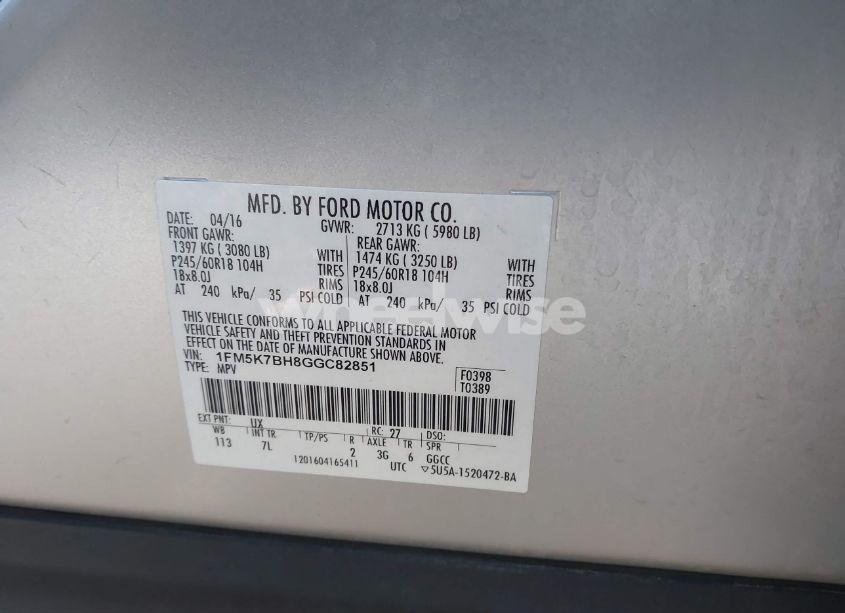 MFD. BY FORD MOTOR CO.
DATE: 04/16 GVWR: 2713 KG ( 5980 LB)
FRONT GAWR: REAR GAWR:
1397 KG ( 3080 LB) WITH 1474 KG ( 3250 LB) WITH
P245/60R18 104H TIRES P245/60R18 104H TIRES
18x8.0J RIMS 18x8.0J RIMS
AT 240 kPa/ 35 PSI COLD AT 240 kPa/ 35 PSI COLD
THIS VEHICLE CONFORMS TO ALL APPLICABLE FEDERAL MOTOR
VEHICLE SAFETY AND THEFT PREVENTION STANDARDS IN
EFFECT ON THE DATE OF MANUFACTURE SHOWN ABOVE.
VIN: 1FM5K7BH8GGC82851
TYPE: MPV
F0398
T0389
EXT PNT: UX RC: 27 DSO:
WB INT TR TP/PS R AXLE TR SPR
113 7L 2 3G 6 GGCC
1201604165411 UTC ▽5U5A-1520472-BA
wheelwise